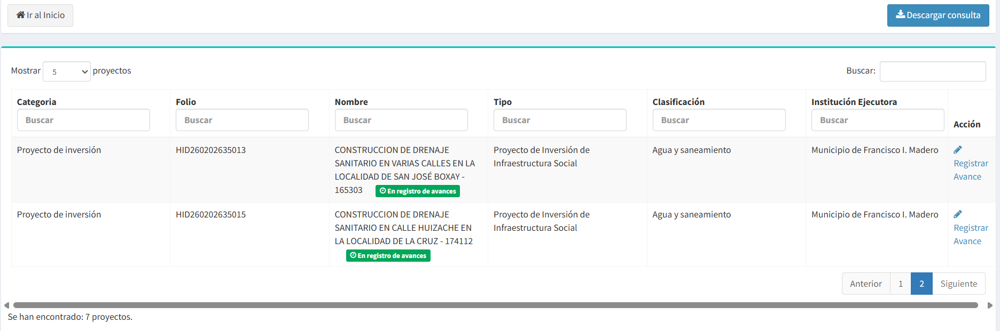 Ir al Inicio
Descargar consulta
Mostrar 5 proyectos
Buscar:
Categoria Folio Nombre Tipo Clasificación Institución Ejecutora
Buscar Buscar Buscar Buscar Buscar Buscar
Acción
Proyecto de inversión HID260202635013 CONSTRUCCION DE DRENAJE Proyecto de Inversión de Agua y saneamiento Municipio de Francisco I. Madero
SANITARIO EN VARIAS CALLES EN LA Infraestructura Social Registrar
LOCALIDAD DE SAN JOSÉ BOXAY - Avance
165303 En registro de avances
Proyecto de inversión HID260202635015 CONSTRUCCION DE DRENAJE Proyecto de Inversión de Agua y saneamiento Municipio de Francisco I. Madero
SANITARIO EN CALLE HUIZACHE EN Infraestructura Social Registrar
LA LOCALIDAD DE LA CRUZ - 174112 Avance
En registro de avances
Anterior 1 2 Siguiente
Se han encontrado: 7 proyectos.